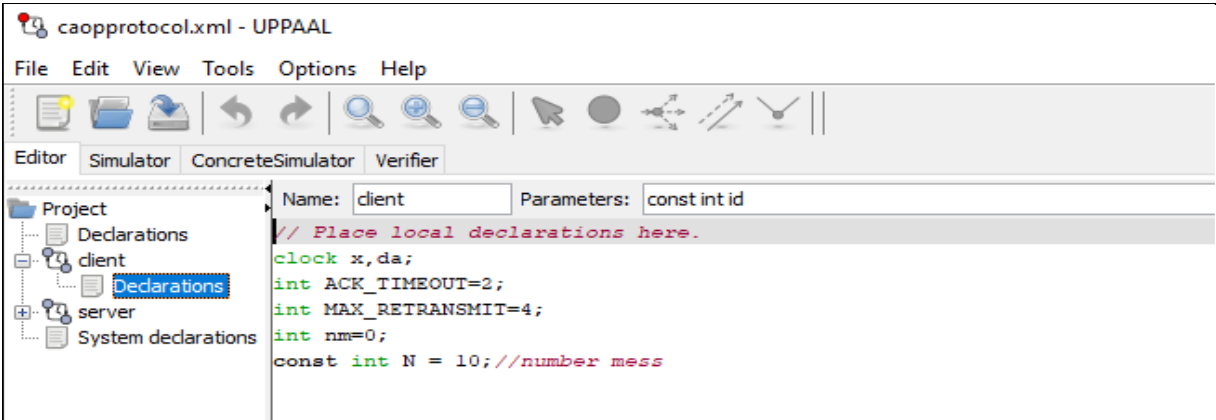 caopprotocol.xml - UPPAAL
File Edit View Tools Options Help
Editor Simulator ConcreteSimulator Verifier
Project
Declarations
client
Declarations
server
System declarations
Name: client Parameters: const int id
// Place local declarations here.
clock x,da;
int ACK_TIMEOUT=2;
int MAX_RETRANSMIT=4;
int nm=0;
const int N = 10;//number mess